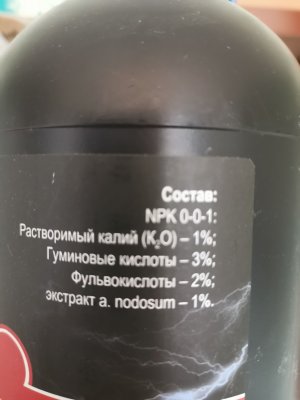 Состав:
NPK 0-0-1:
Растворимый калий (K₂O) – 1%;
Гуминовые кислоты – 3%;
Фульвокислоты – 2%;
экстракт a. nodosum – 1%.